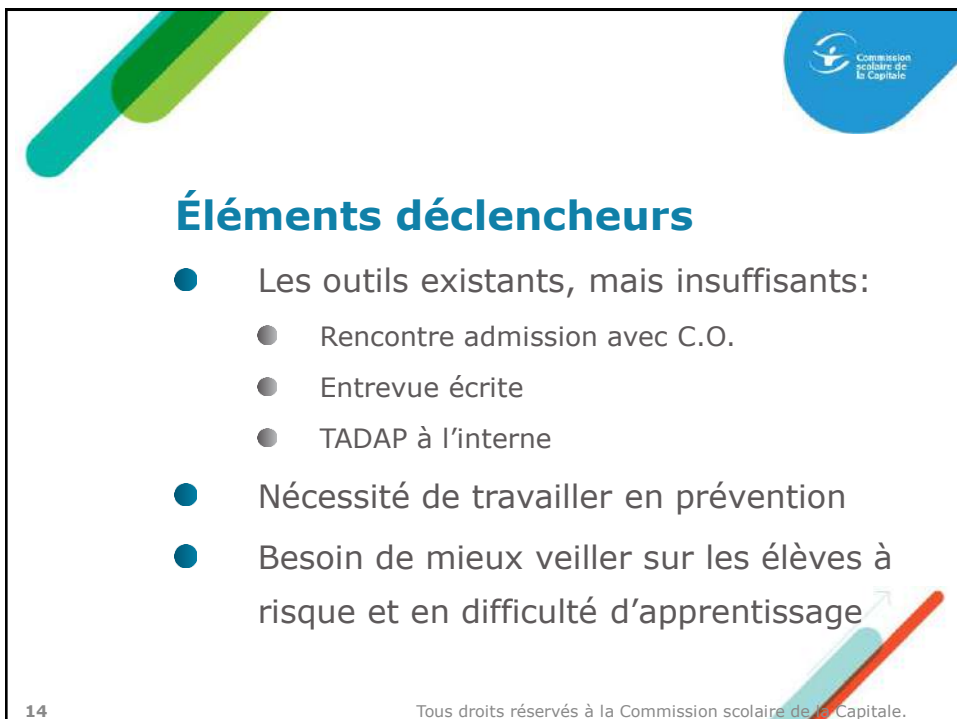 Commission
scolaire de
la Capitale
Éléments déclencheurs
Les outils existants, mais insuffisants:
Rencontre admission avec C.O.
Entrevue écrite
TADAP à l’interne
Nécessité de travailler en prévention
Besoin de mieux veiller sur les élèves à
risque et en difficulté d’apprentissage
14
Tous droits réservés à la Commission scolaire de la Capitale.